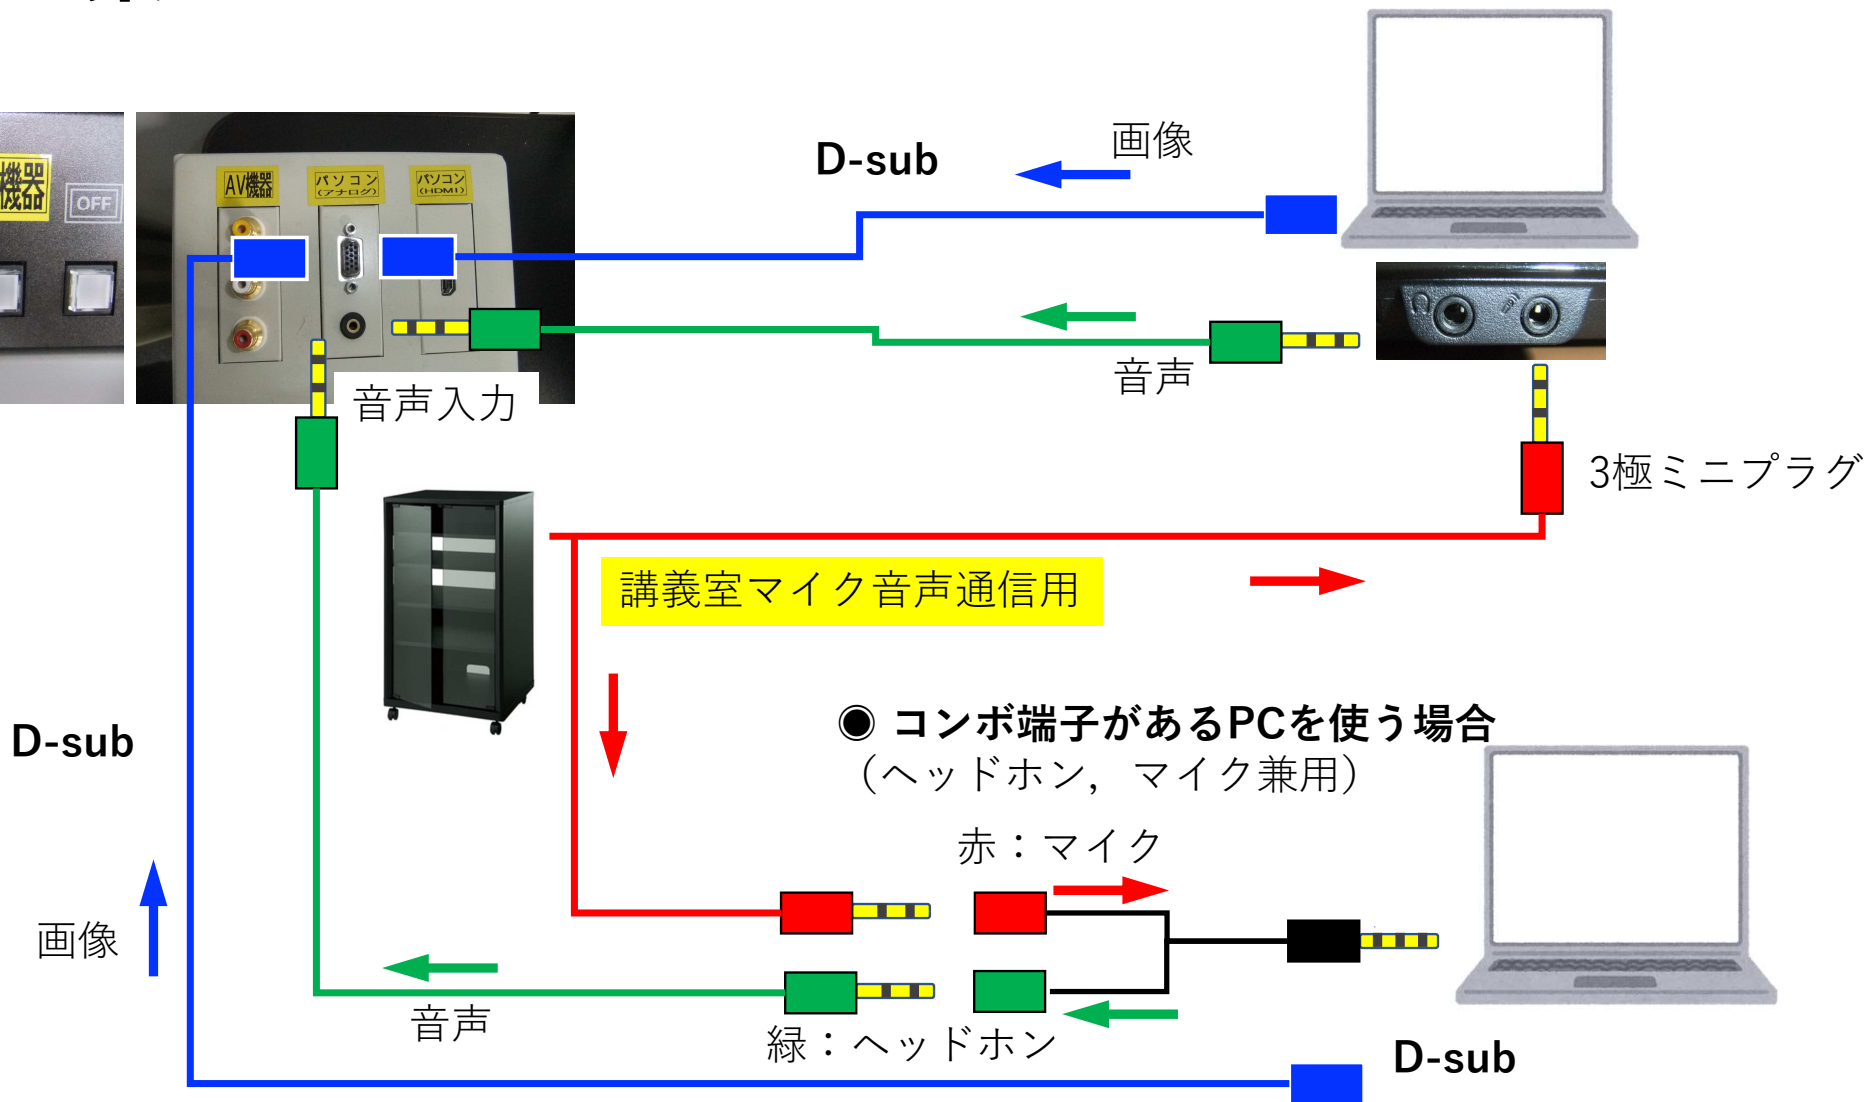 画像
D-sub
機器
OFF
AV機器
パソコン
(アナログ)
パソコン
(HDMI)
音声
音声入力
3極ミニプラグ
講義室マイク音声通信用
◉ コンボ端子があるPCを使う場合
（ヘッドホン，マイク兼用）
D-sub
赤：マイク
画像
音声
緑：ヘッドホン
D-sub